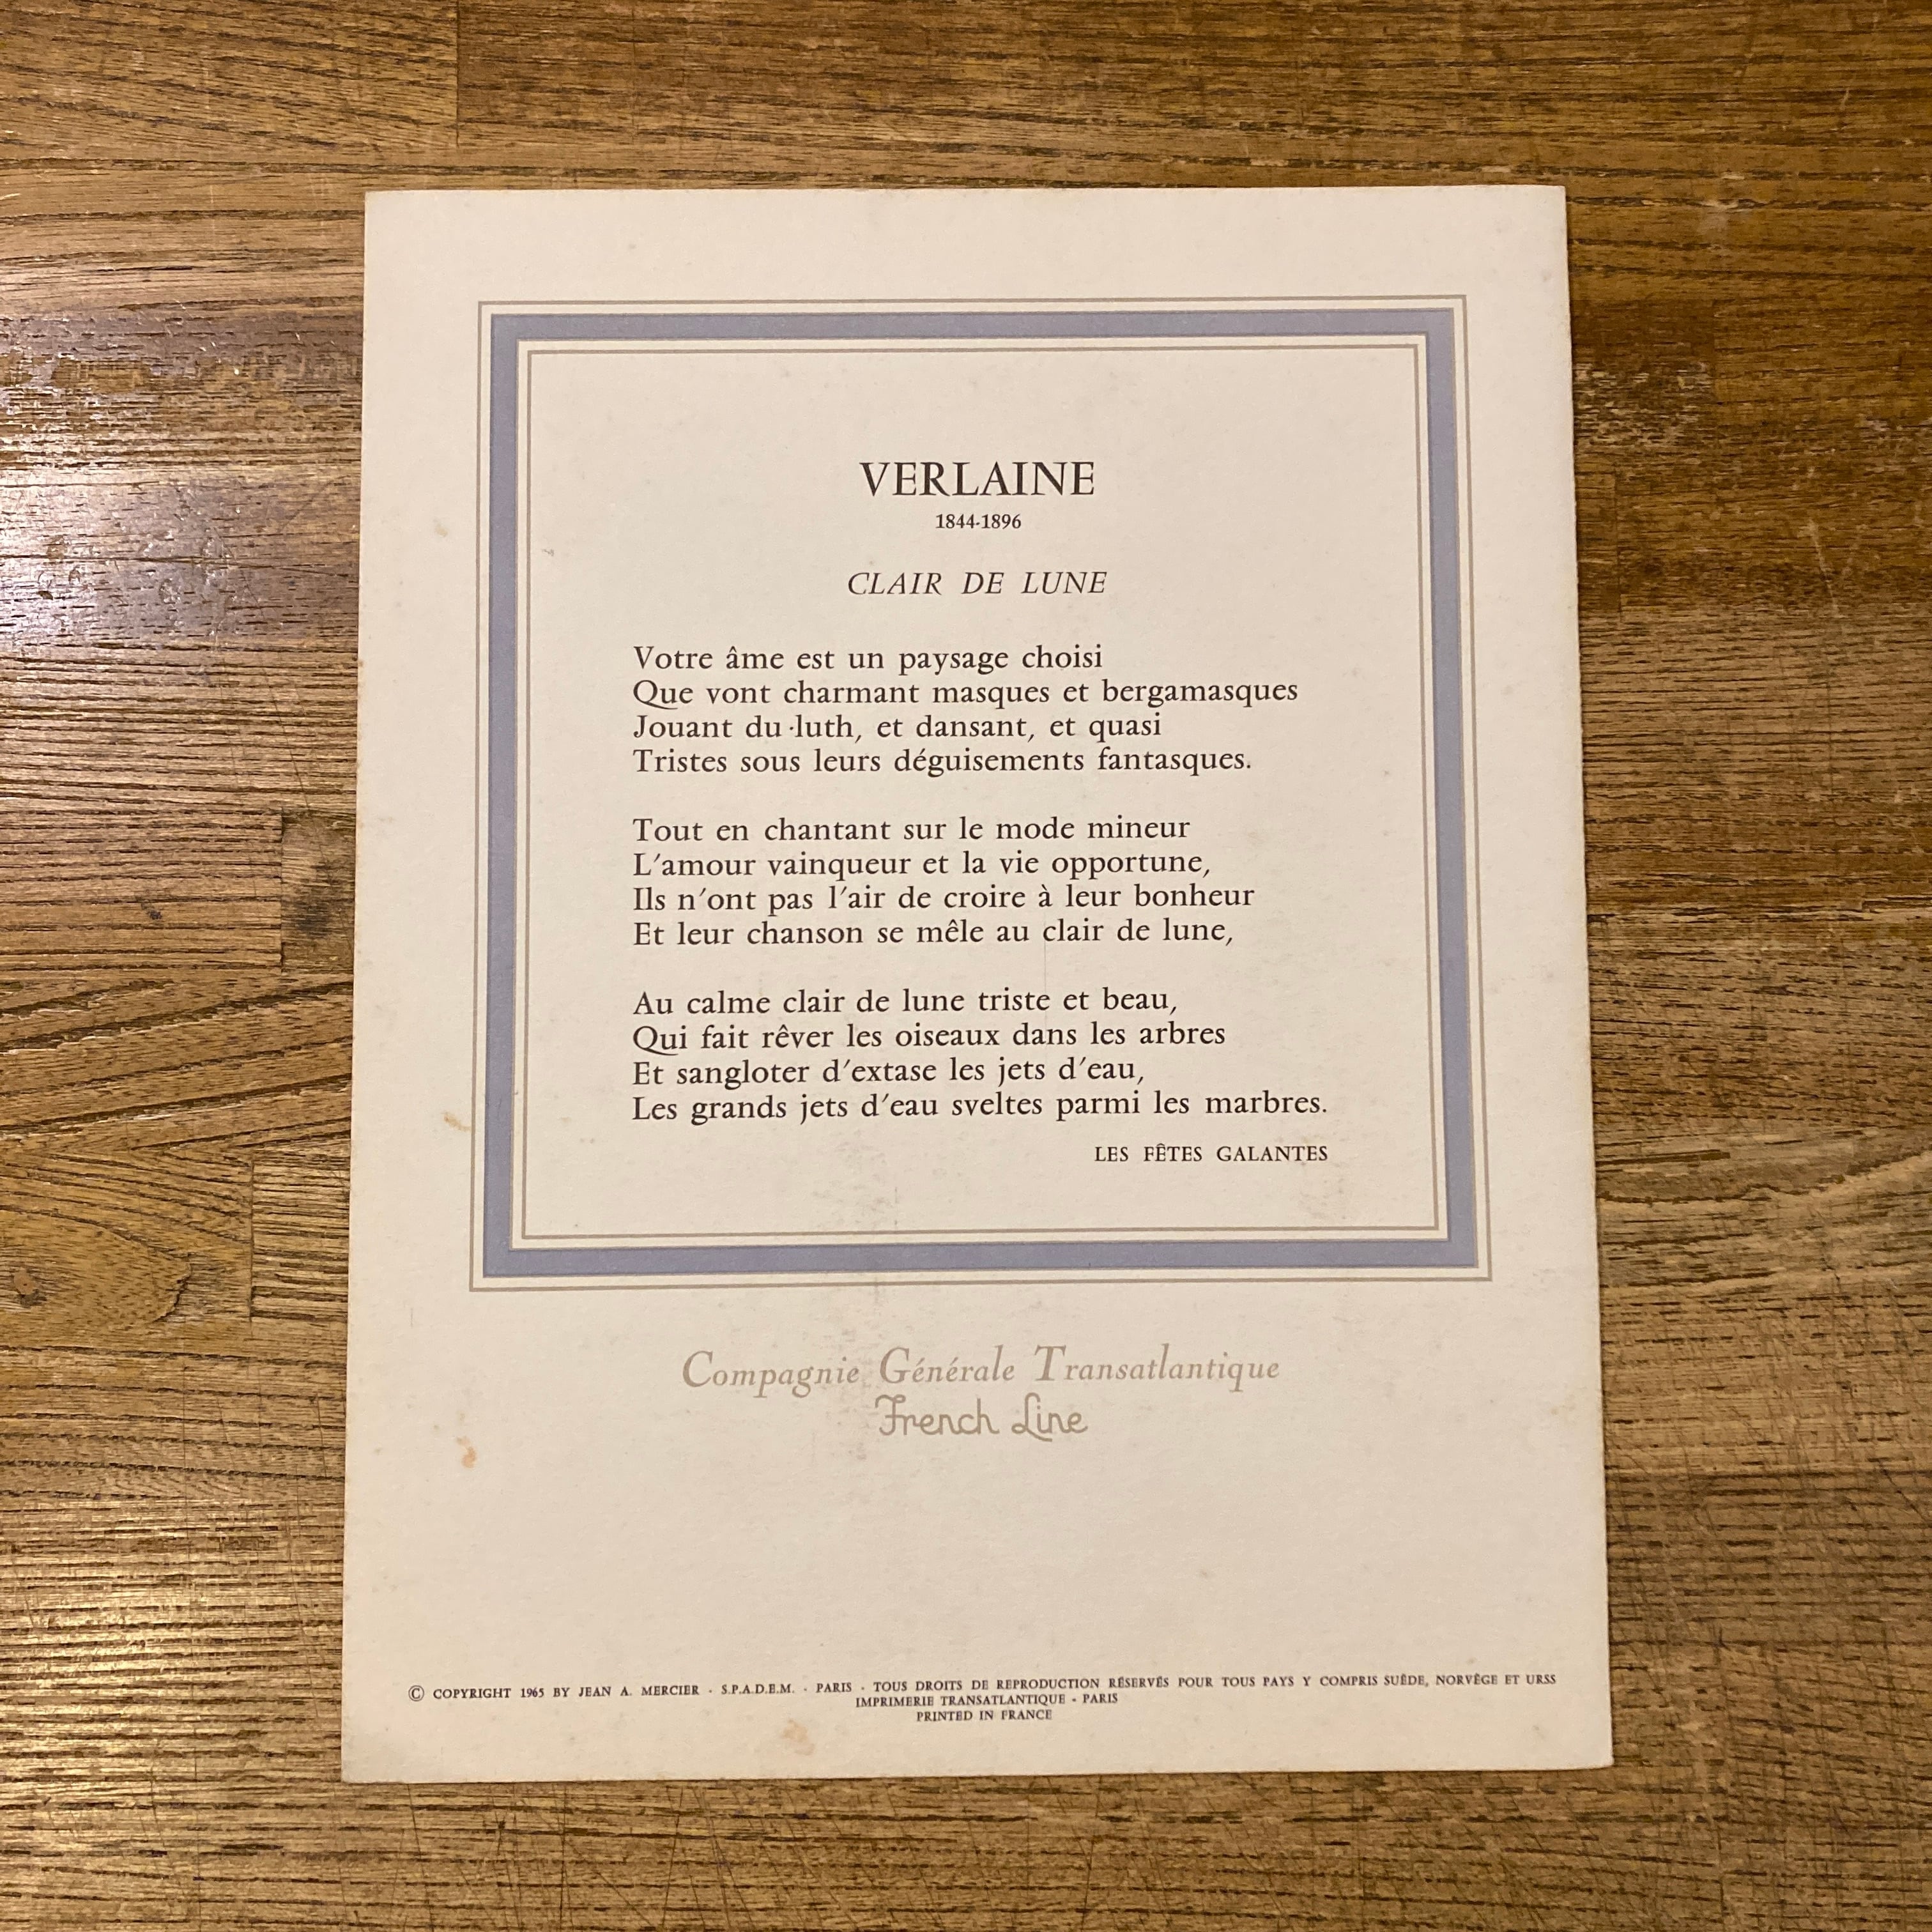 VERLAINE
1844-1896
CLAIR DE LUNE
Votre âme est un paysage choisi
Que vont charmant masques et bergamasques
Jouant du luth, et dansant, et quasi
Tristes sous leurs déguisements fantasques.
Tout en chantant sur le mode mineur
L'amour vainqueur et la vie opportune,
Ils n'ont pas l'air de croire à leur bonheur
Et leur chanson se mêle au clair de lune,
Au calme clair de lune triste et beau,
Qui fait rêver les oiseaux dans les arbres
Et sangloter d'extase les jets d'eau,
Les grands jets d'eau sveltes parmi les marbres.
LES FÊTES GALANTES
Compagnie Générale Transatlantique
French Line
© COPYRIGHT 1965 BY JEAN A. MERCIER - S.P.A.D.E.M. - PARIS - TOUS DROITS DE REPRODUCTION RÉSERVÉS POUR TOUS PAYS Y COMPRIS SUÈDE, NORVÈGE ET URSS
IMPRIMERIE TRANSATLANTIQUE - PARIS
PRINTED IN FRANCE